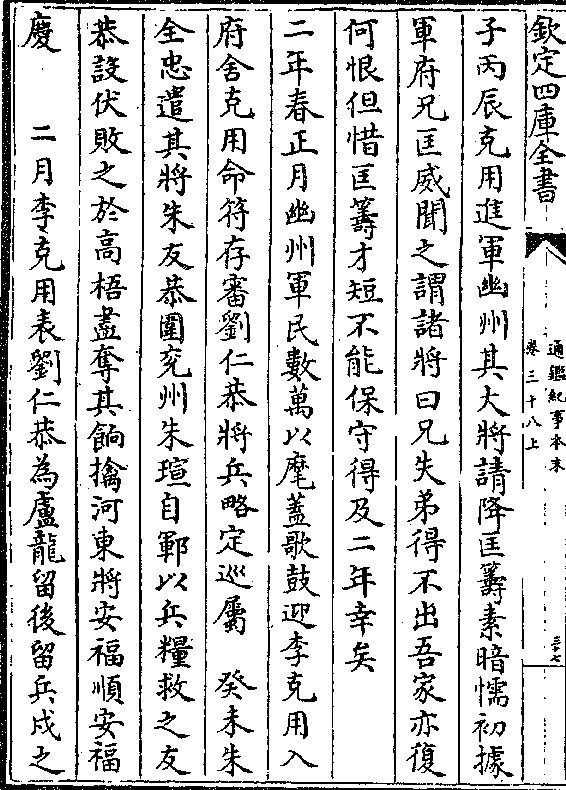 欽定四庫全書
通鑑紀事本末
卷三十八上
三十七
子丙辰克用進軍幽州其大將請降匡籌素暗懦初據
軍府兄匡威聞之謂諸將曰兄失弟得不出吾家亦復
何恨但惜匡籌才短不能保守得及二年幸矣
二年春正月幽州軍民數萬以麾蓋歌鼓迎李克用入
府舍克用命符存審劉仁恭將兵略定巡屬 癸未朱
全忠遣其將朱友恭圍兖州朱瑄自鄆以兵糧救之友
恭設伏敗之於高梧盡奪其餉擒河東將安福順安福
慶 二月李克用表劉仁恭為盧龍留後留兵戍之